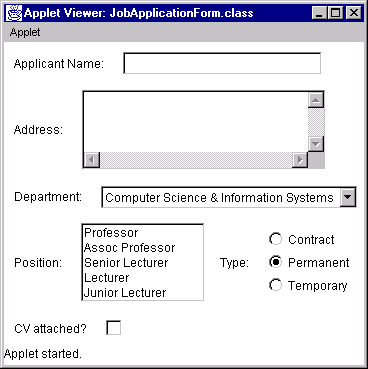 Applet Viewer: JobApplicationForm.class
Applet
Applicant Name:
Address:
Department: Computer Science & Information Systems
Professor
Assoc Professor
Position: Senior Lecturer
Lecturer
Junior Lecturer
Type:
Contract
Permanent
Temporary
CV attached?
Applet started.